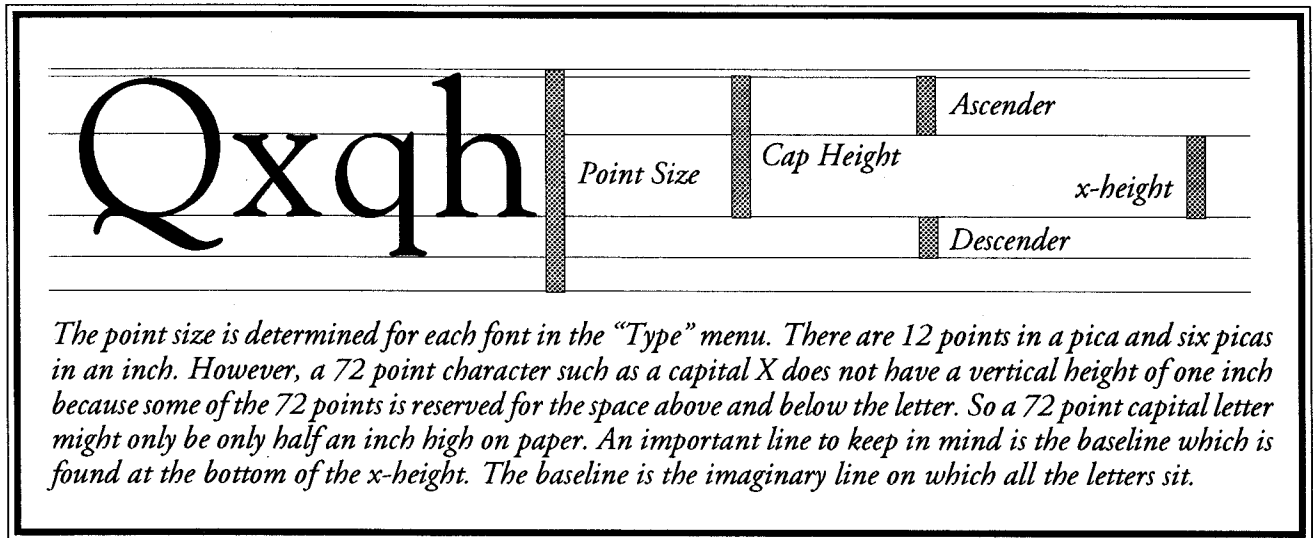 Qxqh
Point Size
Cap Height
Ascender
x-height
Descender
The point size is determined for each font in the “Type” menu. There are 12 points in a pica and six picas
in an inch. However, a 72 point character such as a capital X does not have a vertical height of one inch
because some of the 72 points is reserved for the space above and below the letter. So a 72 point capital letter
might only be only half an inch high on paper. An important line to keep in mind is the baseline which is
found at the bottom of the x-height. The baseline is the imaginary line on which all the letters sit.